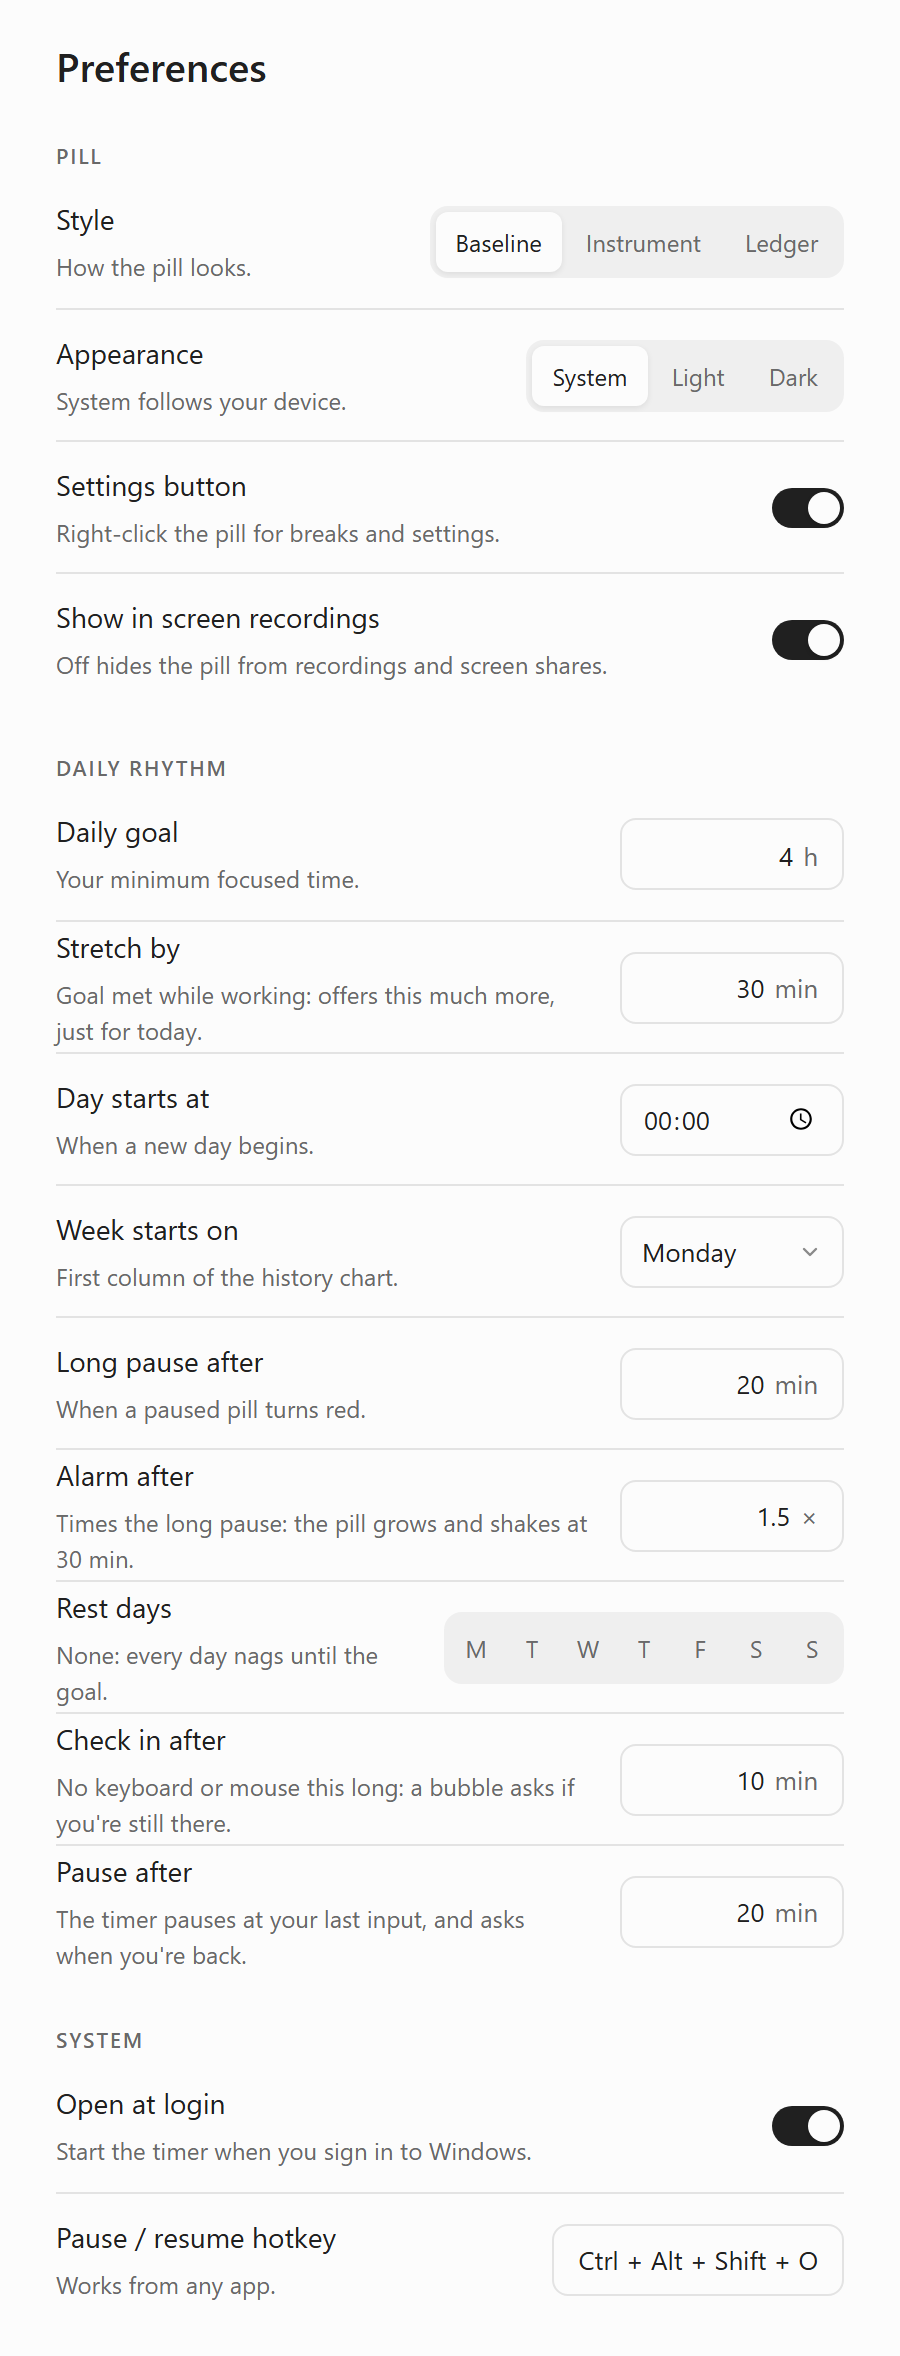 Preferences
PILL
Style
How the pill looks.
Baseline Instrument Ledger
Appearance
System follows your device.
System Light Dark
Settings button
Right-click the pill for breaks and settings.
Show in screen recordings
Off hides the pill from recordings and screen shares.
DAILY RHYTHM
Daily goal
Your minimum focused time.
4 h
Stretch by
Goal met while working: offers this much more,
just for today.
30 min
Day starts at
When a new day begins.
00:00
Week starts on
First column of the history chart.
Monday
Long pause after
When a paused pill turns red.
20 min
Alarm after
Times the long pause: the pill grows and shakes at
30 min.
1.5 ×
Rest days
None: every day nags until the
goal.
M T W T F S S
Check in after
No keyboard or mouse this long: a bubble asks if
you're still there.
10 min
Pause after
The timer pauses at your last input, and asks
when you're back.
20 min
SYSTEM
Open at login
Start the timer when you sign in to Windows.
Pause / resume hotkey
Works from any app.
Ctrl + Alt + Shift + O